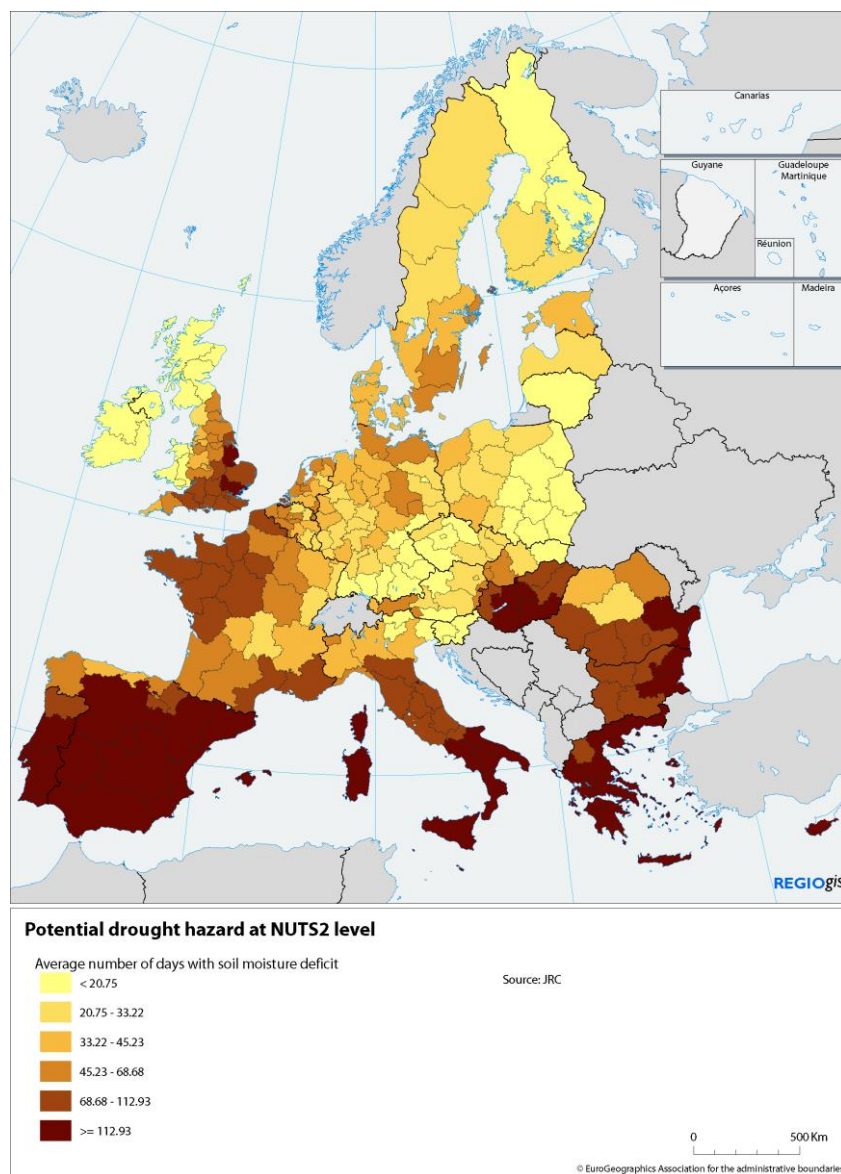 Canarias
Guyane
Guadeloupe
Martinique
Réunion
Açores
Madeira
REGIOgis
Potential drought hazard at NUTS2 level
Average number of days with soil moisture deficit
< 20.75
20.75 - 33.22
33.22 - 45.23
45.23 - 68.68
68.68 - 112.93
>= 112.93
Source: JRC
0 500 Km
© EuroGeographics Association for the administrative boundaries